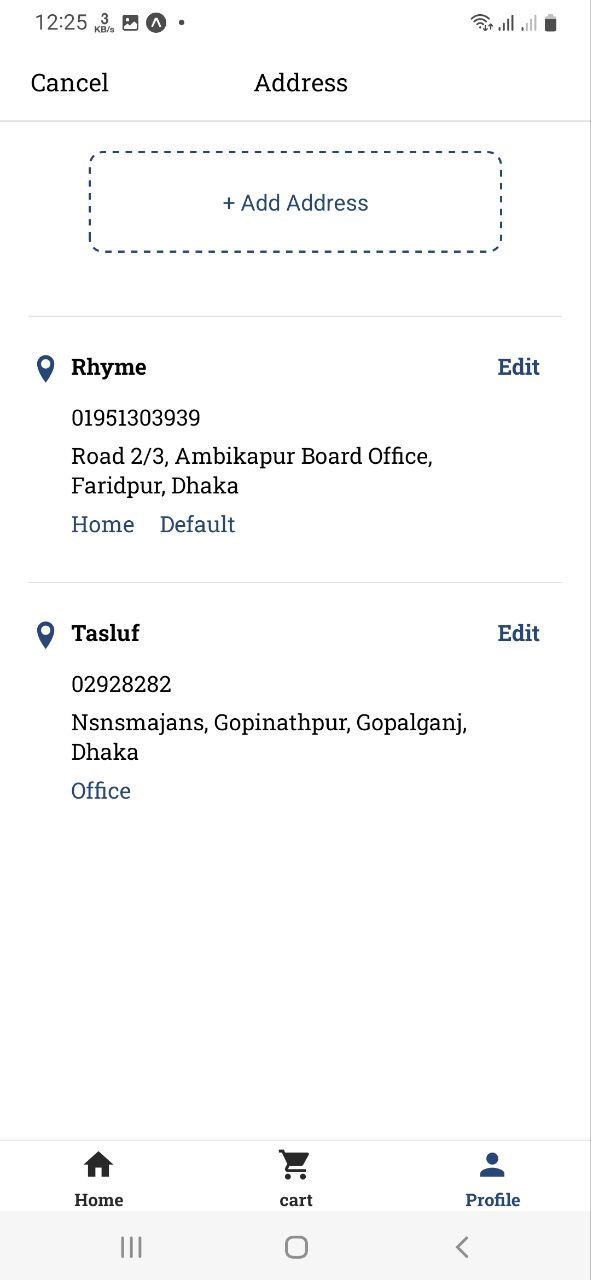 12:25 3 KB/s
Cancel Address
+ Add Address
Rhyme Edit
01951303939
Road 2/3, Ambikapur Board Office,
Faridpur, Dhaka
Home Default
Tasluf Edit
02928282
Nsnsmajans, Gopinathpur, Gopalganj,
Dhaka
Office
Home cart Profile